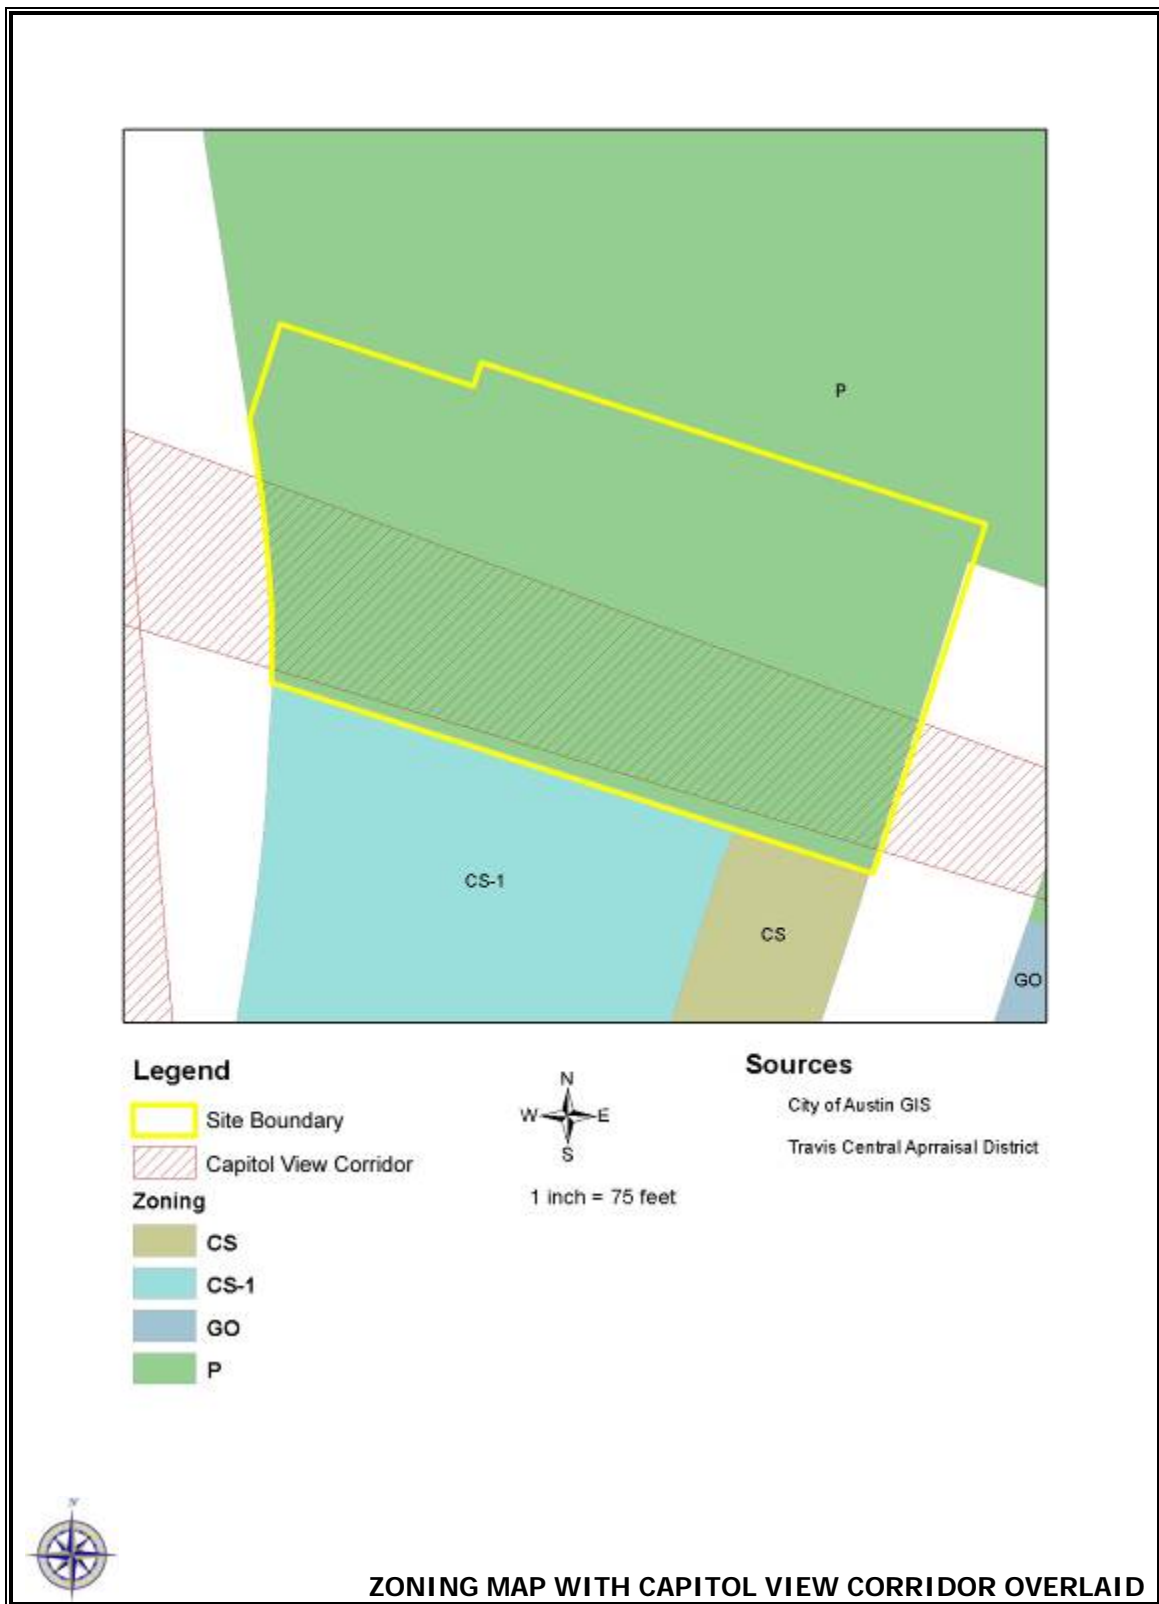 P
CS-1
CS
GO
Legend
Site Boundary
Capitol View Corridor
Zoning
CS
CS-1
GO
P
N
W E
S
1 inch = 75 feet
Sources
City of Austin GIS
Travis Central Aprraisal District
N
ZONING MAP WITH CAPITOL VIEW CORRIDOR OVERLAID